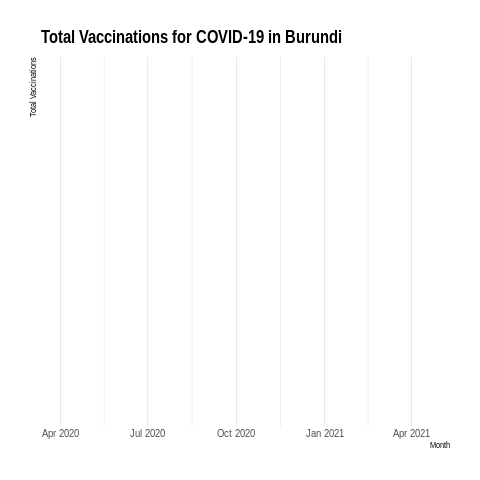 Total Vaccinations for COVID-19 in Burundi
Total Vaccinations
Apr 2020 Jul 2020 Oct 2020 Jan 2021 Apr 2021
Month